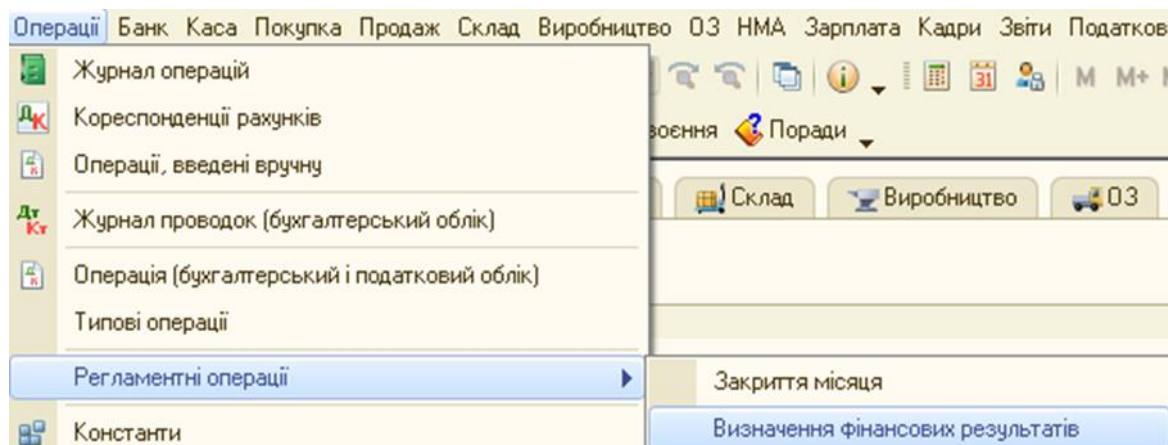 Операції Банк Каса Покупка Продаж Склад Виробництво ОЗ НМА Зарплата Кадри Звіти Податков
Журнал операцій
M M+
Кореспонденції рахунків
воєння Поради
Операції, введені вручну
Склад Виробництво ОЗ
Журнал проводок (бухгалтерський облік)
Операція (бухгалтерський і податковий облік)
Типові операції
Регламентні операції
Закриття місяця
Константи
Визначення фінансових результатів